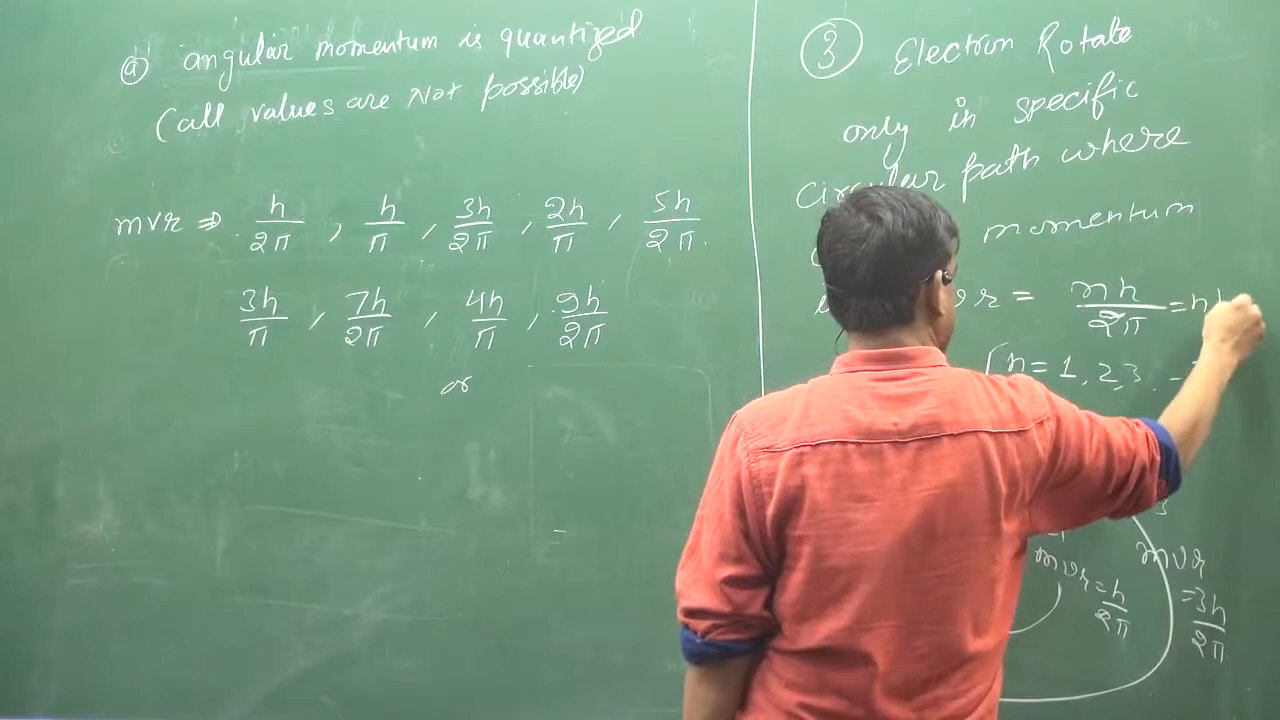 @ angular momentum is quantized
(all values are Not possible)
mvr ⇒ h/2π , h/π , 3h/2π , 2h/π , 5h/2π.
3h/π , 7h/2π , 4h/π , 9h/2π
or
③ Electron Rotate
only in specific
circular path where
momentum
r = nh/2π = n
[n = 1, 2, 3 . –
3
mvr = h/2π
mvr
= 3h/2π